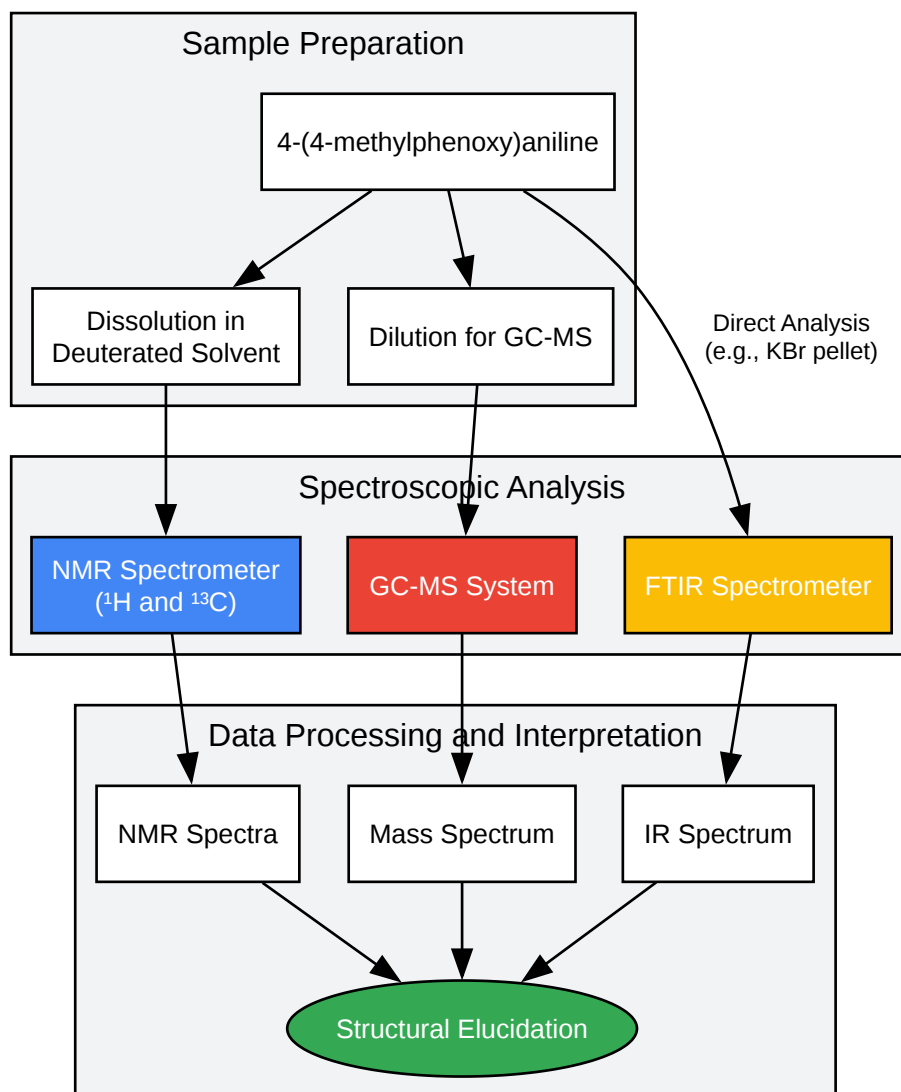 Sample Preparation
4-(4-methylphenoxy)aniline
Dissolution in
Deuterated Solvent
Dilution for GC-MS
Direct Analysis
(e.g., KBr pellet)
Spectroscopic Analysis
NMR Spectrometer
(¹H and ¹³C)
GC-MS System
FTIR Spectrometer
Data Processing and Interpretation
NMR Spectra
Mass Spectrum
IR Spectrum
Structural Elucidation